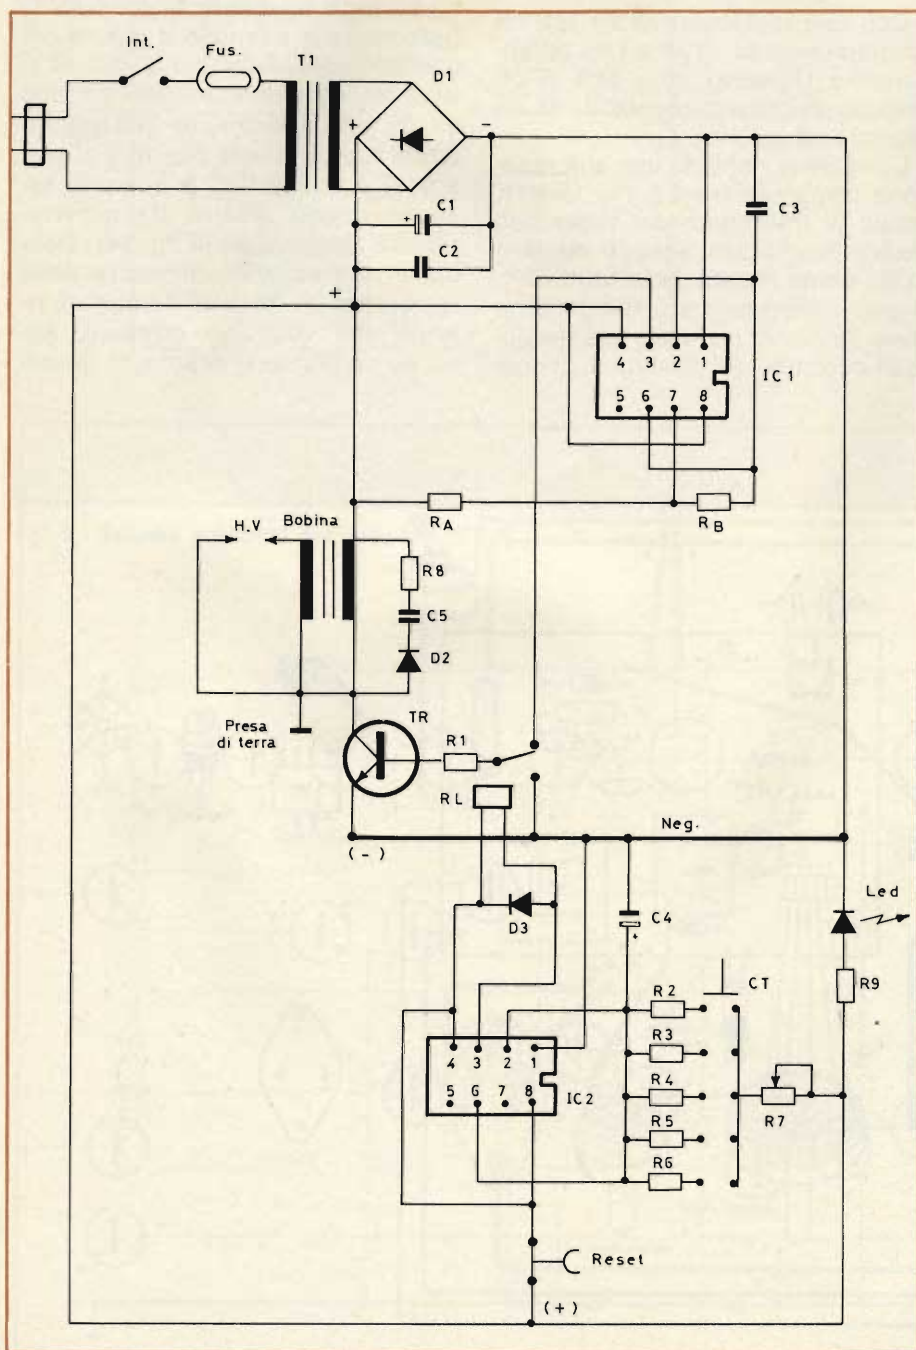 Int.
Fus.
T1
D1
+
-
+
C1
C2
C3
+
4 3 2 1
IC1
5 6 7 8
RA
RB
H.V
Bobina
R8
C5
D2
Presa
di terra
TR
R1
RL
Neg.
(-)
D3
C4
+
Led
CT
R9
R2
R3
R4
R5
R6
R7
4 3 2 1
5 6 7 8
IC2
Reset
(+)